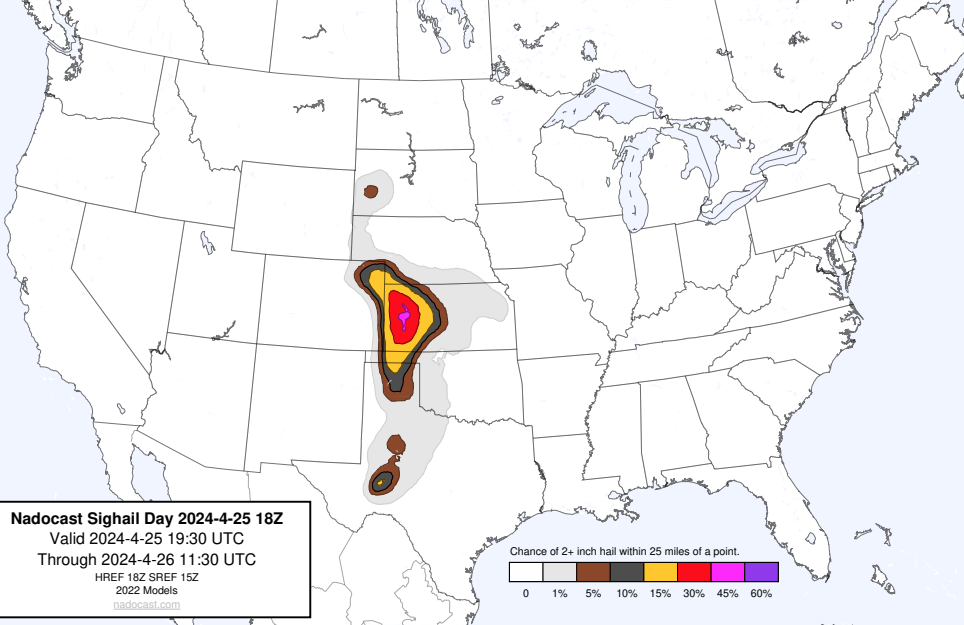 Nadocast Sighail Day 2024-4-25 18Z
Valid 2024-4-25 19:30 UTC
Through 2024-4-26 11:30 UTC
HREF 18Z SREF 15Z
2022 Models
nadocast.com
Chance of 2+ inch hail within 25 miles of a point.
0 1% 5% 10% 15% 30% 45% 60%